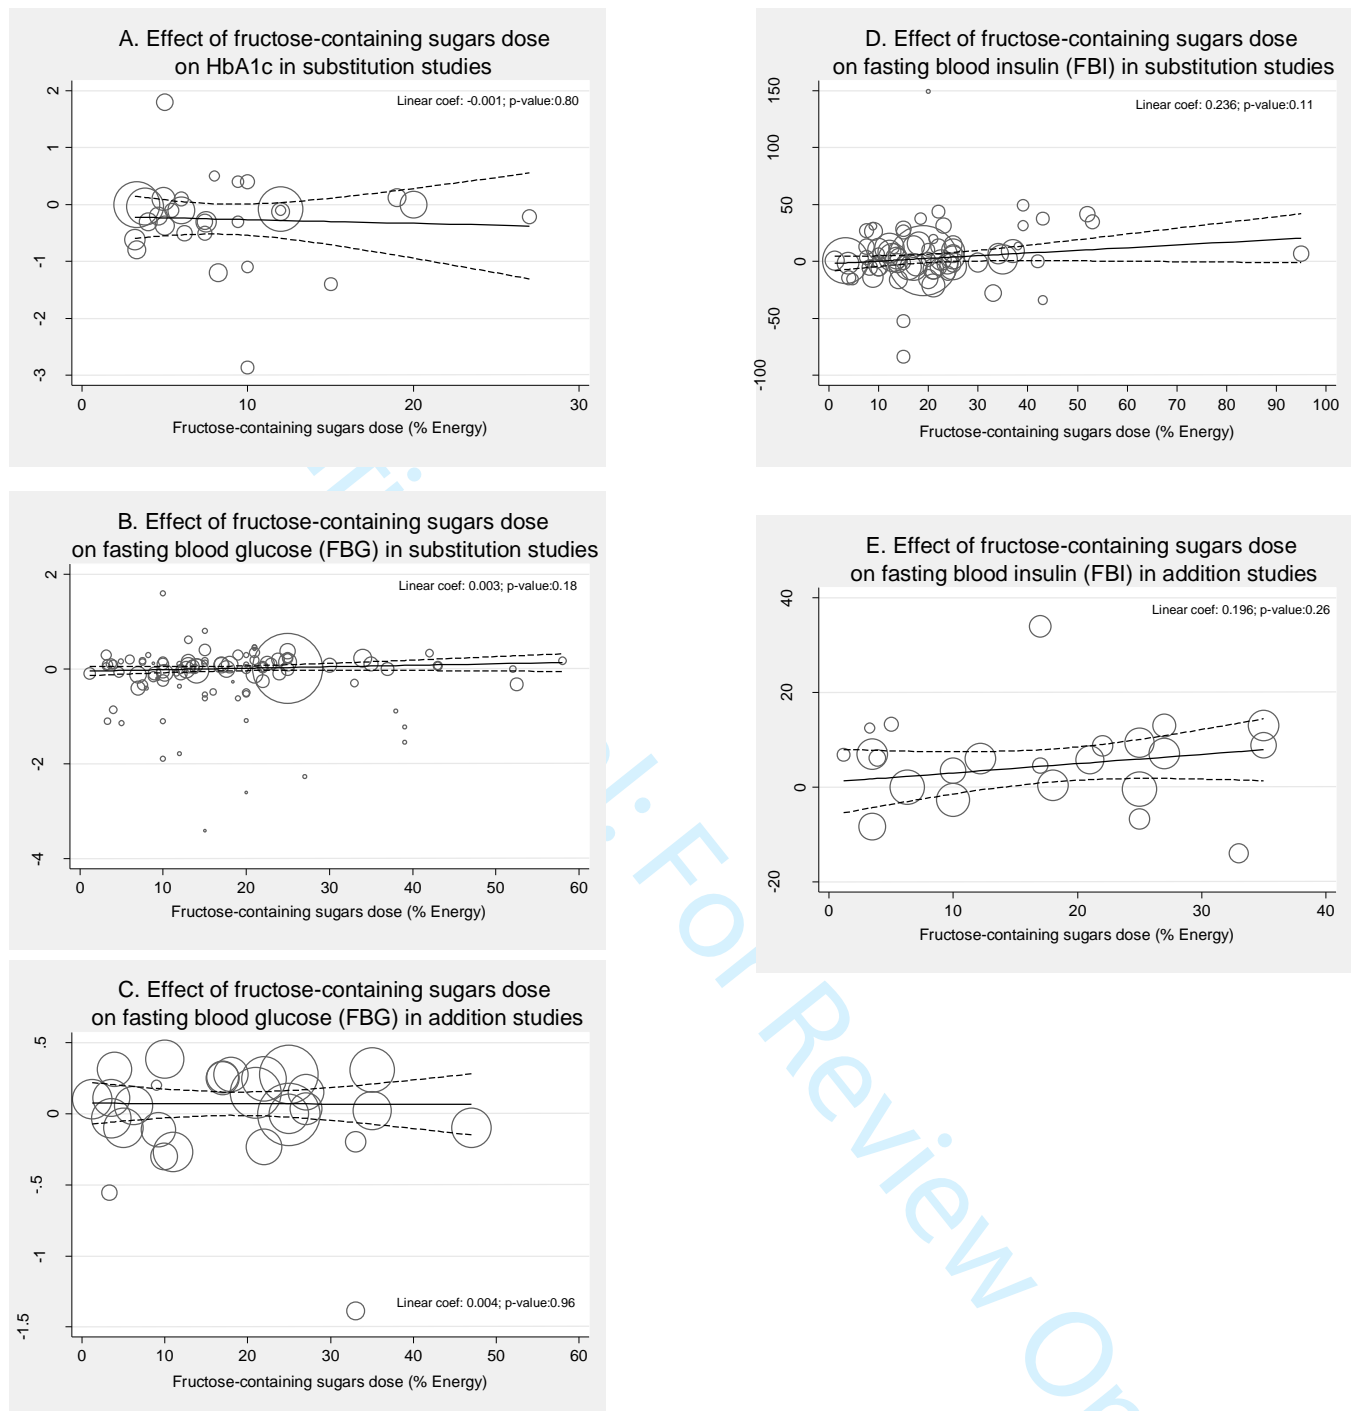 A. Effect of fructose-containing sugars dose
on HbA1c in substitution studies
Linear coef: -0.001; p-value:0.80
2
1
0
-1
-2
-3
0 10 20 30
Fructose-containing sugars dose (% Energy)
B. Effect of fructose-containing sugars dose
on fasting blood glucose (FBG) in substitution studies
Linear coef: 0.003; p-value:0.18
2
0
-2
-4
0 10 20 30 40 50 60
Fructose-containing sugars dose (% Energy)
C. Effect of fructose-containing sugars dose
on fasting blood glucose (FBG) in addition studies
.5
0
-.5
-1
-1.5
Linear coef: 0.004; p-value:0.96
0 10 20 30 40 50 60
Fructose-containing sugars dose (% Energy)
D. Effect of fructose-containing sugars dose
on fasting blood insulin (FBI) in substitution studies
Linear coef: 0.236; p-value:0.11
150
100
50
0
-50
-100
0 10 20 30 40 50 60 70 80 90 100
Fructose-containing sugars dose (% Energy)
E. Effect of fructose-containing sugars dose
on fasting blood insulin (FBI) in addition studies
Linear coef: 0.196; p-value:0.26
40
20
0
-20
0 10 20 30 40
Fructose-containing sugars dose (% Energy)
: For Review On